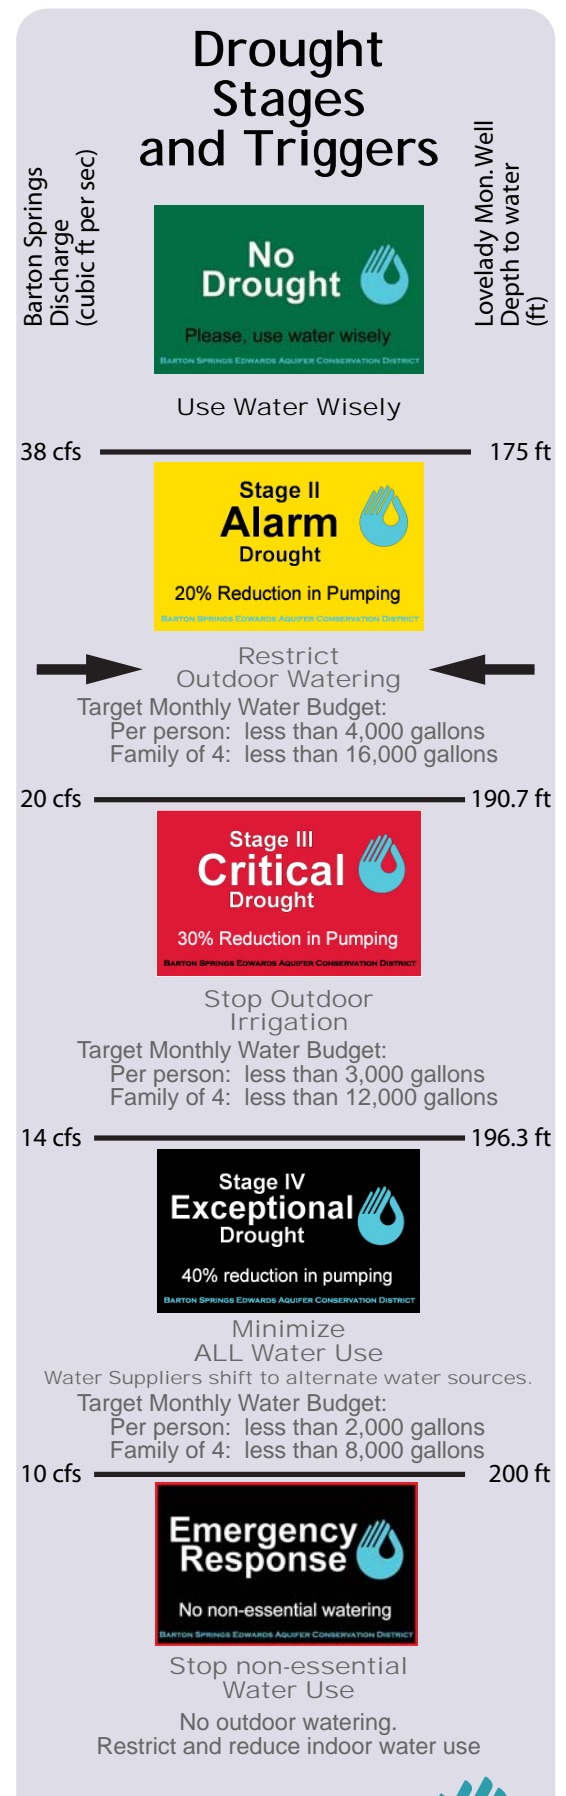 Drought
Stages
and Triggers
Barton Springs
Discharge
(cubic ft per sec)
Lovelady Mon. Well
Depth to water
(ft)
No
Drought
Please, use water wisely
BARTON SPRINGS EDWARDS AQUIFER CONSERVATION DISTRICT
Use Water Wisely
38 cfs 175 ft
Stage II
Alarm
Drought
20% Reduction in Pumping
BARTON SPRINGS EDWARDS AQUIFER CONSERVATION DISTRICT
Restrict
Outdoor Watering
Target Monthly Water Budget:
Per person: less than 4,000 gallons
Family of 4: less than 16,000 gallons
20 cfs 190.7 ft
Stage III
Critical
Drought
30% Reduction in Pumping
BARTON SPRINGS EDWARDS AQUIFER CONSERVATION DISTRICT
Stop Outdoor
Irrigation
Target Monthly Water Budget:
Per person: less than 3,000 gallons
Family of 4: less than 12,000 gallons
14 cfs 196.3 ft
Stage IV
Exceptional
Drought
40% reduction in pumping
BARTON SPRINGS EDWARDS AQUIFER CONSERVATION DISTRICT
Minimize
ALL Water Use
Water Suppliers shift to alternate water sources.
Target Monthly Water Budget:
Per person: less than 2,000 gallons
Family of 4: less than 8,000 gallons
10 cfs 200 ft
Emergency
Response
No non-essential watering
BARTON SPRINGS EDWARDS AQUIFER CONSERVATION DISTRICT
Stop non-essential
Water Use
No outdoor watering.
Restrict and reduce indoor water use